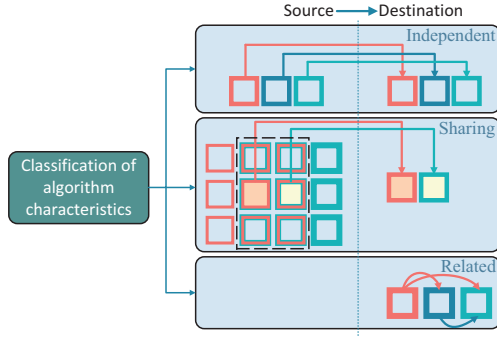 Source Destination
Independent
Sharing
Classification of
algorithm
characteristics
Related